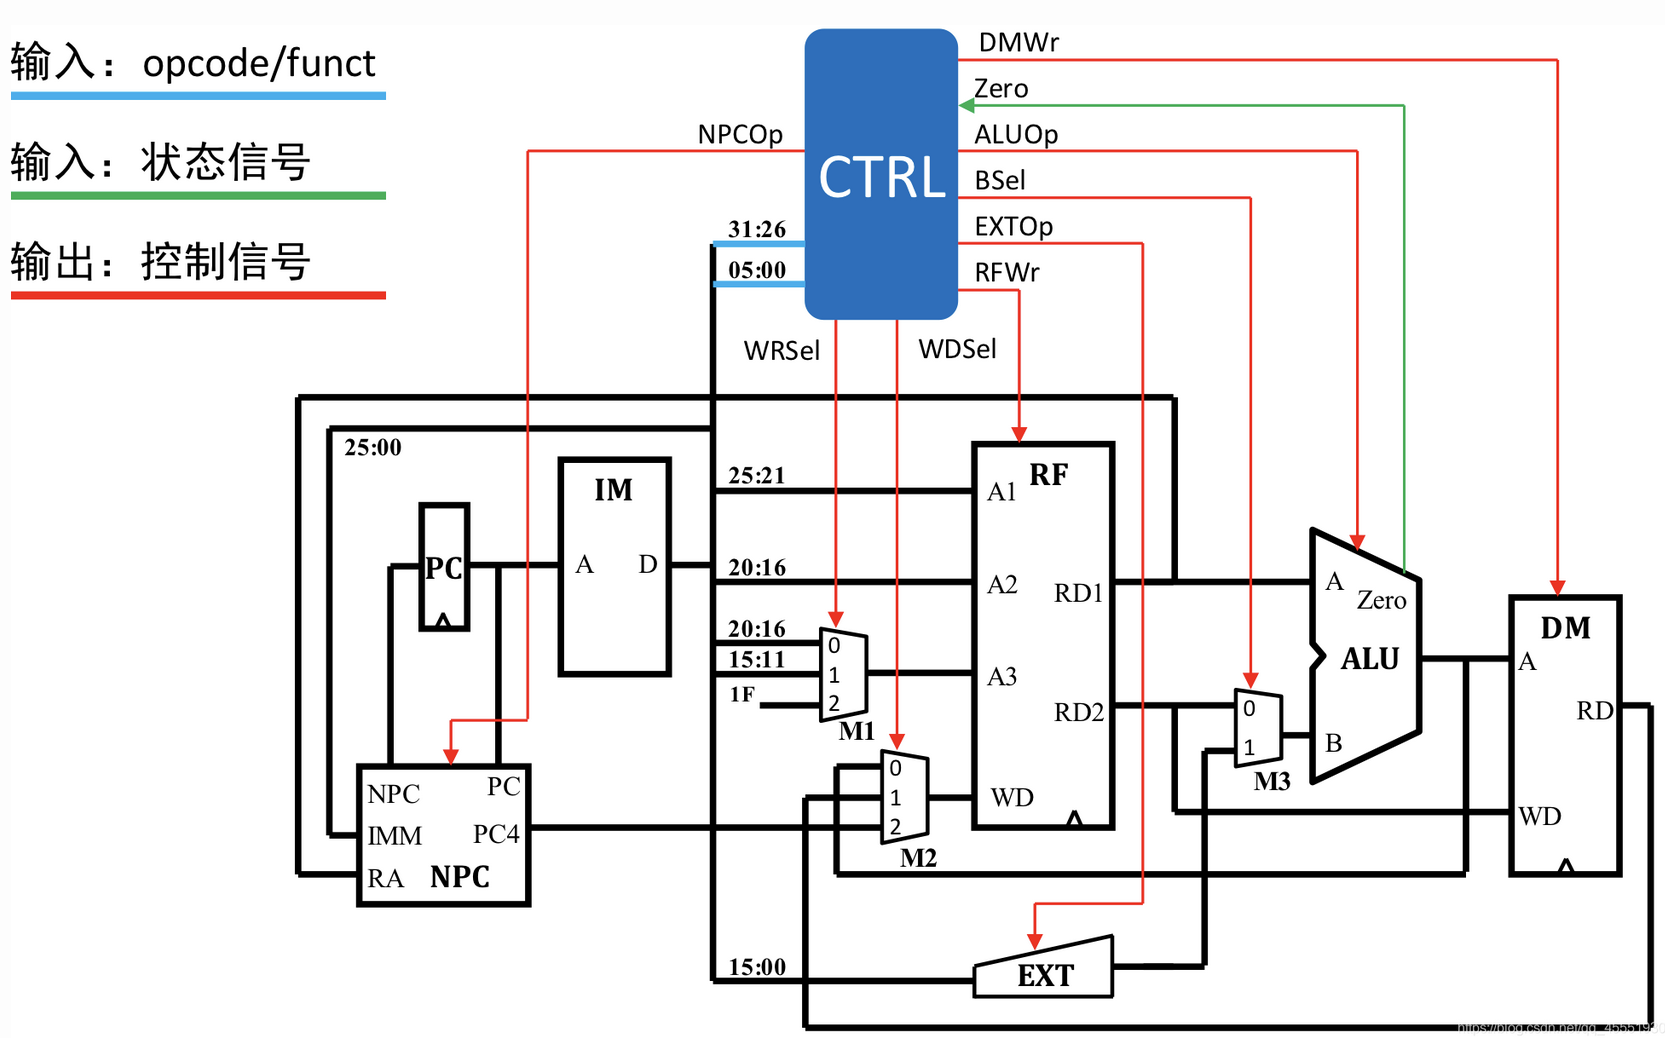 输入：opcode/funct
输入：状态信号
输出：控制信号
CTRL
DMWr
Zero
NPCOp
ALUOp
BSel
EXTOp
RFWr
31:26
05:00
WRSel
WDSel
25:00
IM
A
D
PC
25:21
20:16
20:16
15:11
1F
0
1
2
M1
RF
A1
A2
A3
RD1
RD2
WD
0
1
2
M2
0
1
M3
A
Zero
ALU
B
DM
A
RD
WD
NPC
PC
IMM
PC4
RA
NPC
15:00
EXT